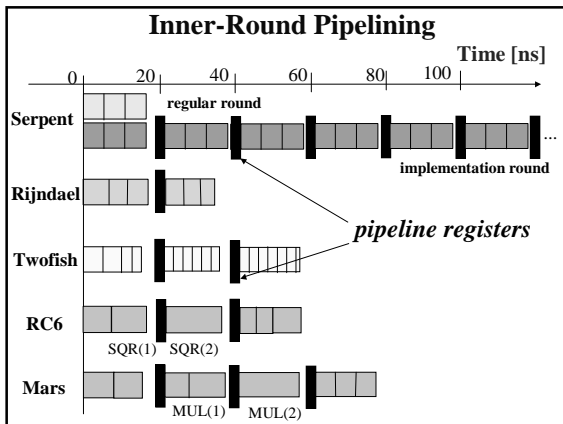 Inner-Round Pipelining
Time [ns]
0 20 40 60 80 100
Serpent
regular round
...
implementation round
Rijndael
pipeline registers
Twofish
RC6
SQR(1) SQR(2)
Mars
MUL(1) MUL(2)